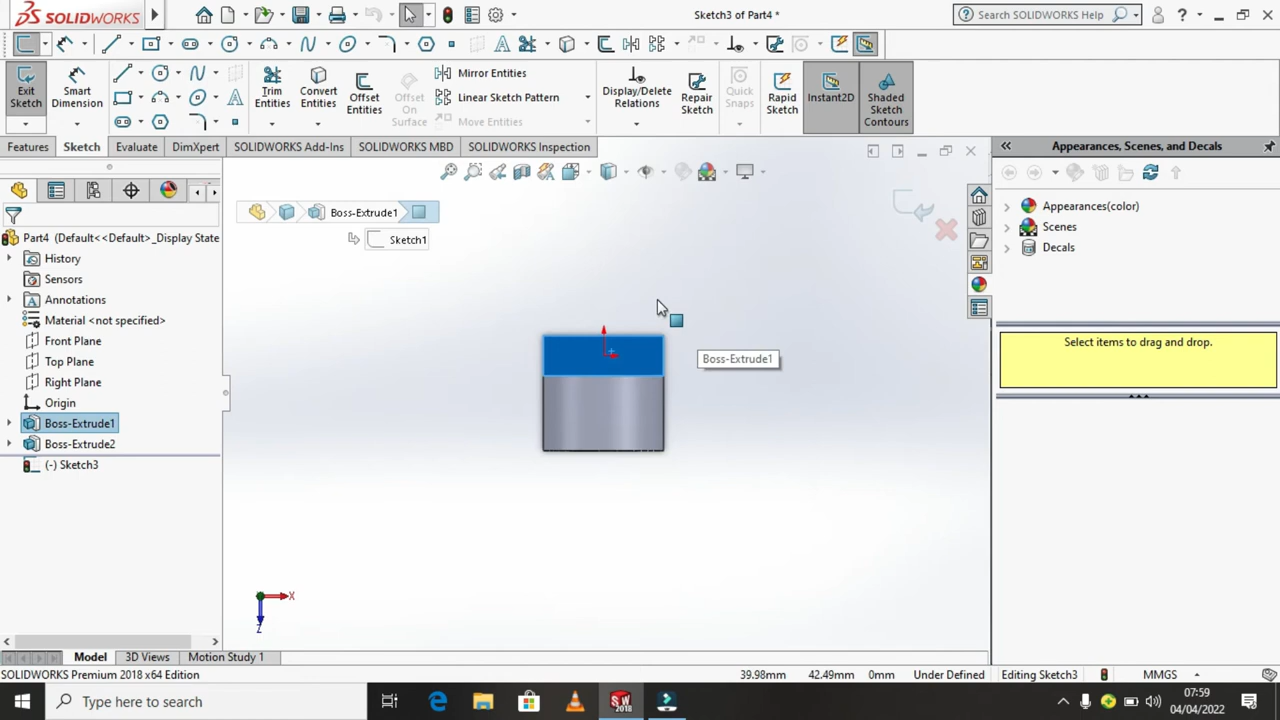 SOLIDWORKS
Sketch3 of Part4 *
Search SOLIDWORKS Help
Exit Sketch
Smart Dimension
Trim Entities
Convert Entities
Offset Entities
Offset On Surface
Mirror Entities
Linear Sketch Pattern
Move Entities
Display/Delete Relations
Repair Sketch
Quick Snaps
Rapid Sketch
Instant2D
Shaded Sketch Contours
Features
Sketch
Evaluate
DimXpert
SOLIDWORKS Add-Ins
SOLIDWORKS MBD
SOLIDWORKS Inspection
Appearances, Scenes, and Decals
Part4 (Default<<Default>_Display State
History
Sensors
Annotations
Material <not specified>
Front Plane
Top Plane
Right Plane
Origin
Boss-Extrude1
Boss-Extrude2
(-) Sketch3
Boss-Extrude1
Sketch1
Boss-Extrude1
X
Z
Appearances(color)
Scenes
Decals
Select items to drag and drop.
Model
3D Views
Motion Study 1
SOLIDWORKS Premium 2018 x64 Edition
39.98mm
42.49mm
0mm
Under Defined
Editing Sketch3
MMGS
Type here to search
SW
2018
07:59
04/04/2022